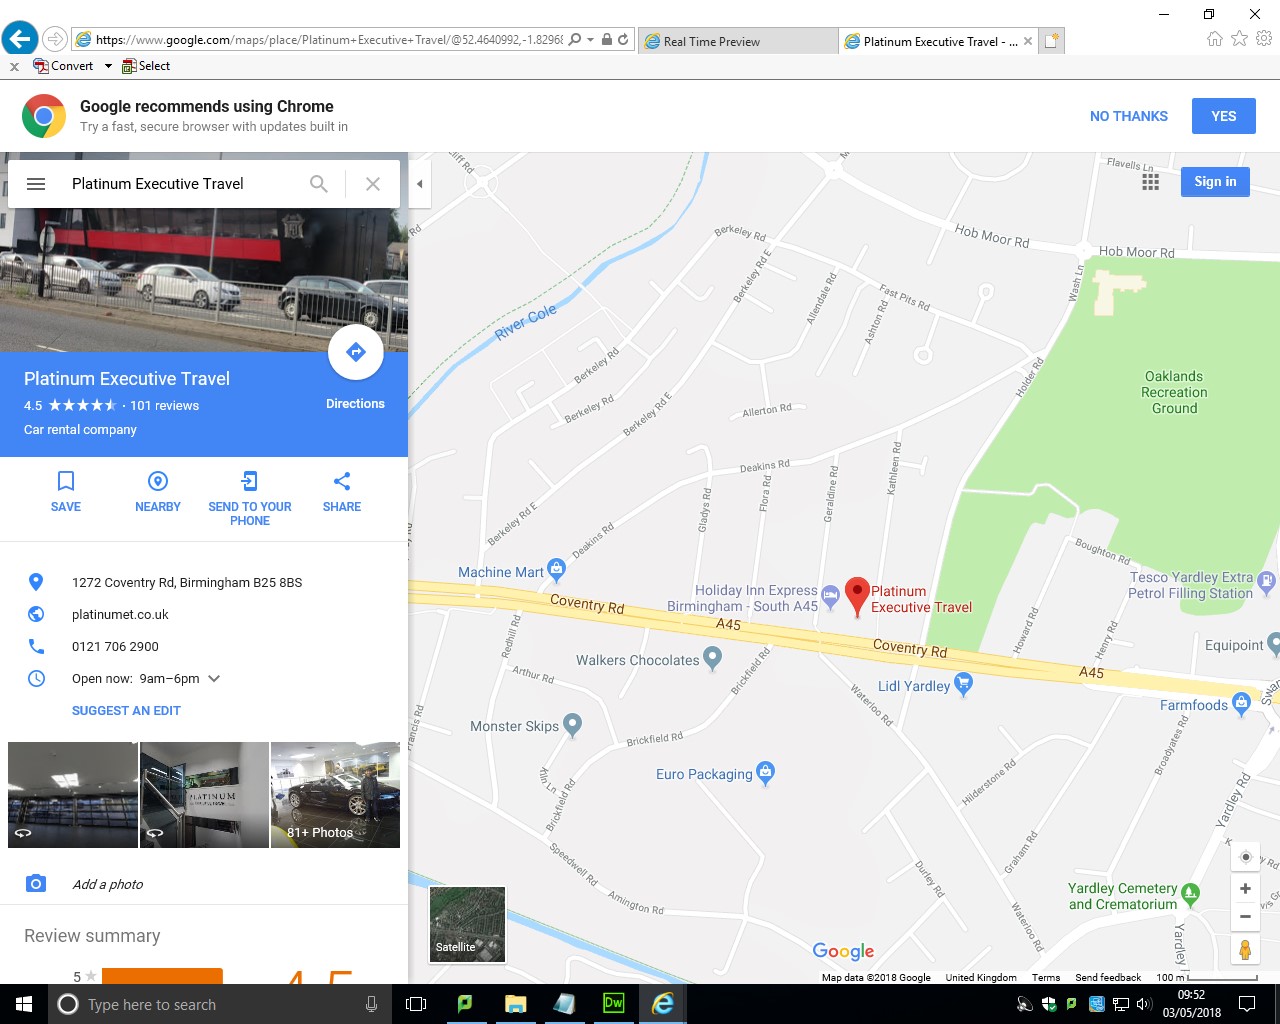 https://www.google.com/maps/place/Platinum+Executive+Travel/@52.4640992,-1.8296
Real Time Preview
Platinum Executive Travel - ...
x Convert Select
Google recommends using Chrome
Try a fast, secure browser with updates built in
NO THANKS
YES
Platinum Executive Travel
Sign in
Platinum Executive Travel
4.5 ★★★★★ · 101 reviews
Car rental company
Directions
SAVE
NEARBY
SEND TO YOUR PHONE
SHARE
1272 Coventry Rd, Birmingham B25 8BS
platinumet.co.uk
0121 706 2900
Open now: 9am–6pm
SUGGEST AN EDIT
PLATINUM
81+ Photos
Add a photo
Review summary
5 ★
4.5
Flavells Ln
Hob Moor Rd
Hob Moor Rd
Wash Ln
Berkeley Rd
Berkeley Rd E
Allendale Rd
Fast Pits Rd
Ashton Rd
River Cole
Berkeley Rd
Berkeley Rd
Berkeley Rd E
Holder Rd
Oaklands
Recreation
Ground
Allerton Rd
Deakins Rd
Kathleen Rd
Flora Rd
Geraldine Rd
Gladys Rd
Berkeley Rd E
Deakins Rd
Boughton Rd
Machine Mart
Holiday Inn Express
Birmingham - South A45
Platinum
Executive Travel
Tesco Yardley Extra
Petrol Filling Station
Coventry Rd
A45
Coventry Rd
A45
Howard Rd
Henry Rd
Equipoint
Redhill Rd
Walkers Chocolates
Arthur Rd
Brickfield Rd
Lidl Yardley
Waterloo Rd
Farmfoods
Francis Rd
Monster Skips
Brickfield Rd
Broadyates Rd
Euro Packaging
Kiln Ln
Brickfield Rd
Hilderstone Rd
Yardley Rd
Speedwell Rd
Graham Rd
Durley Rd
Amington Rd
Waterloo Rd
Yardley Cemetery
and Crematorium
Yardley
Satellite
Google
Map data ©2018 Google United Kingdom Terms Send feedback 100 m
Type here to search
Dw
09:52
03/05/2018